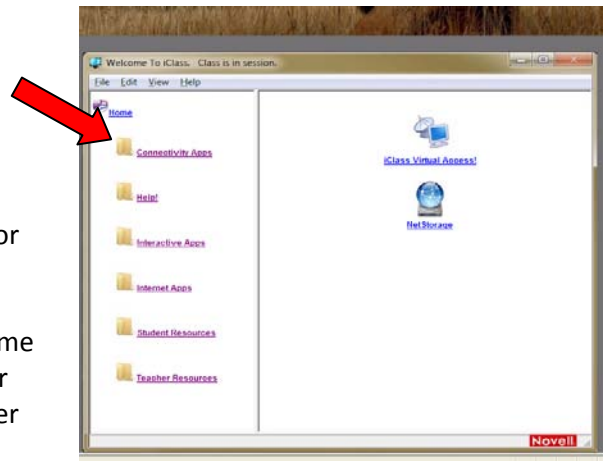 Welcome To iClass. Class is in session.
File Edit View Help
Home
Connectivity Apps
iClass Virtual Access!
Help!
NetStorage
Interactive Apps
or
Internet Apps
Student Resources
me
r
Teacher Resources
er
Novell